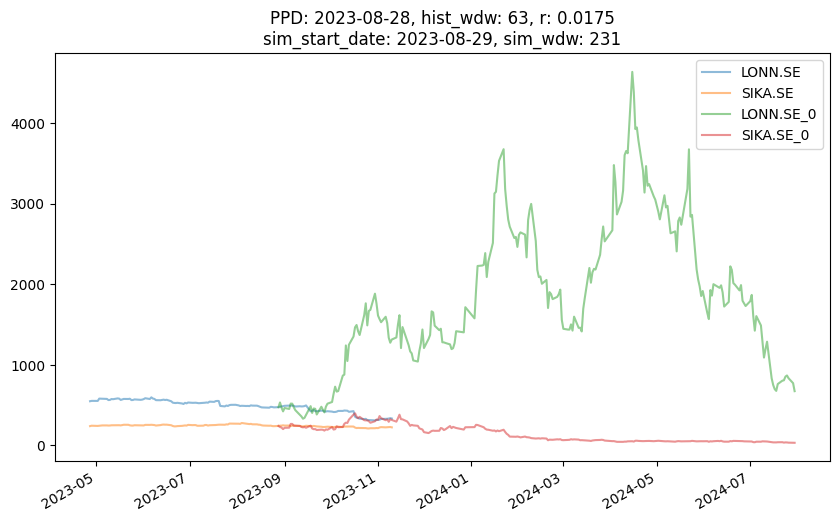 PPD: 2023-08-28, hist_wdw: 63, r: 0.0175
sim_start_date: 2023-08-29, sim_wdw: 231
LONN.SE
SIKA.SE
LONN.SE_0
SIKA.SE_0
4000
3000
2000
1000
0
2023-05
2023-07
2023-09
2023-11
2024-01
2024-03
2024-05
2024-07